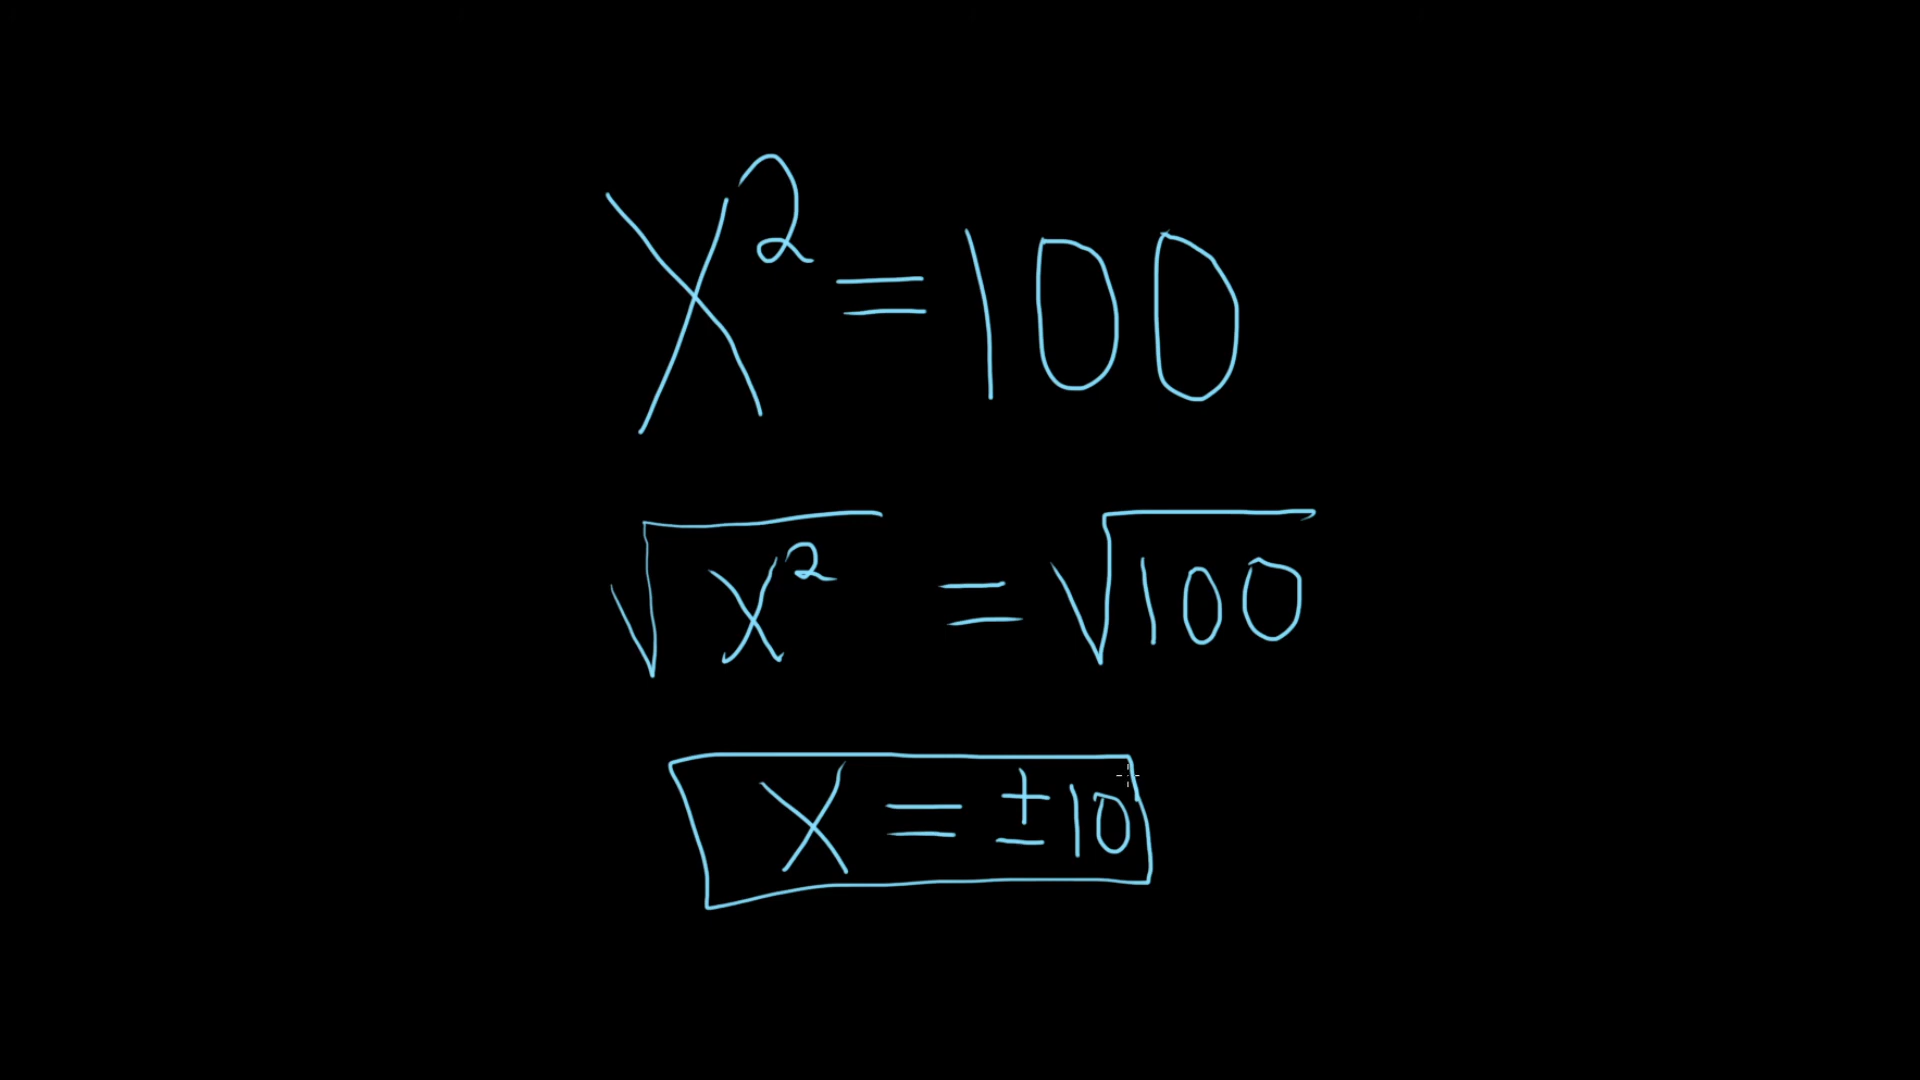 X²=100
√x² = √100
x = ±10